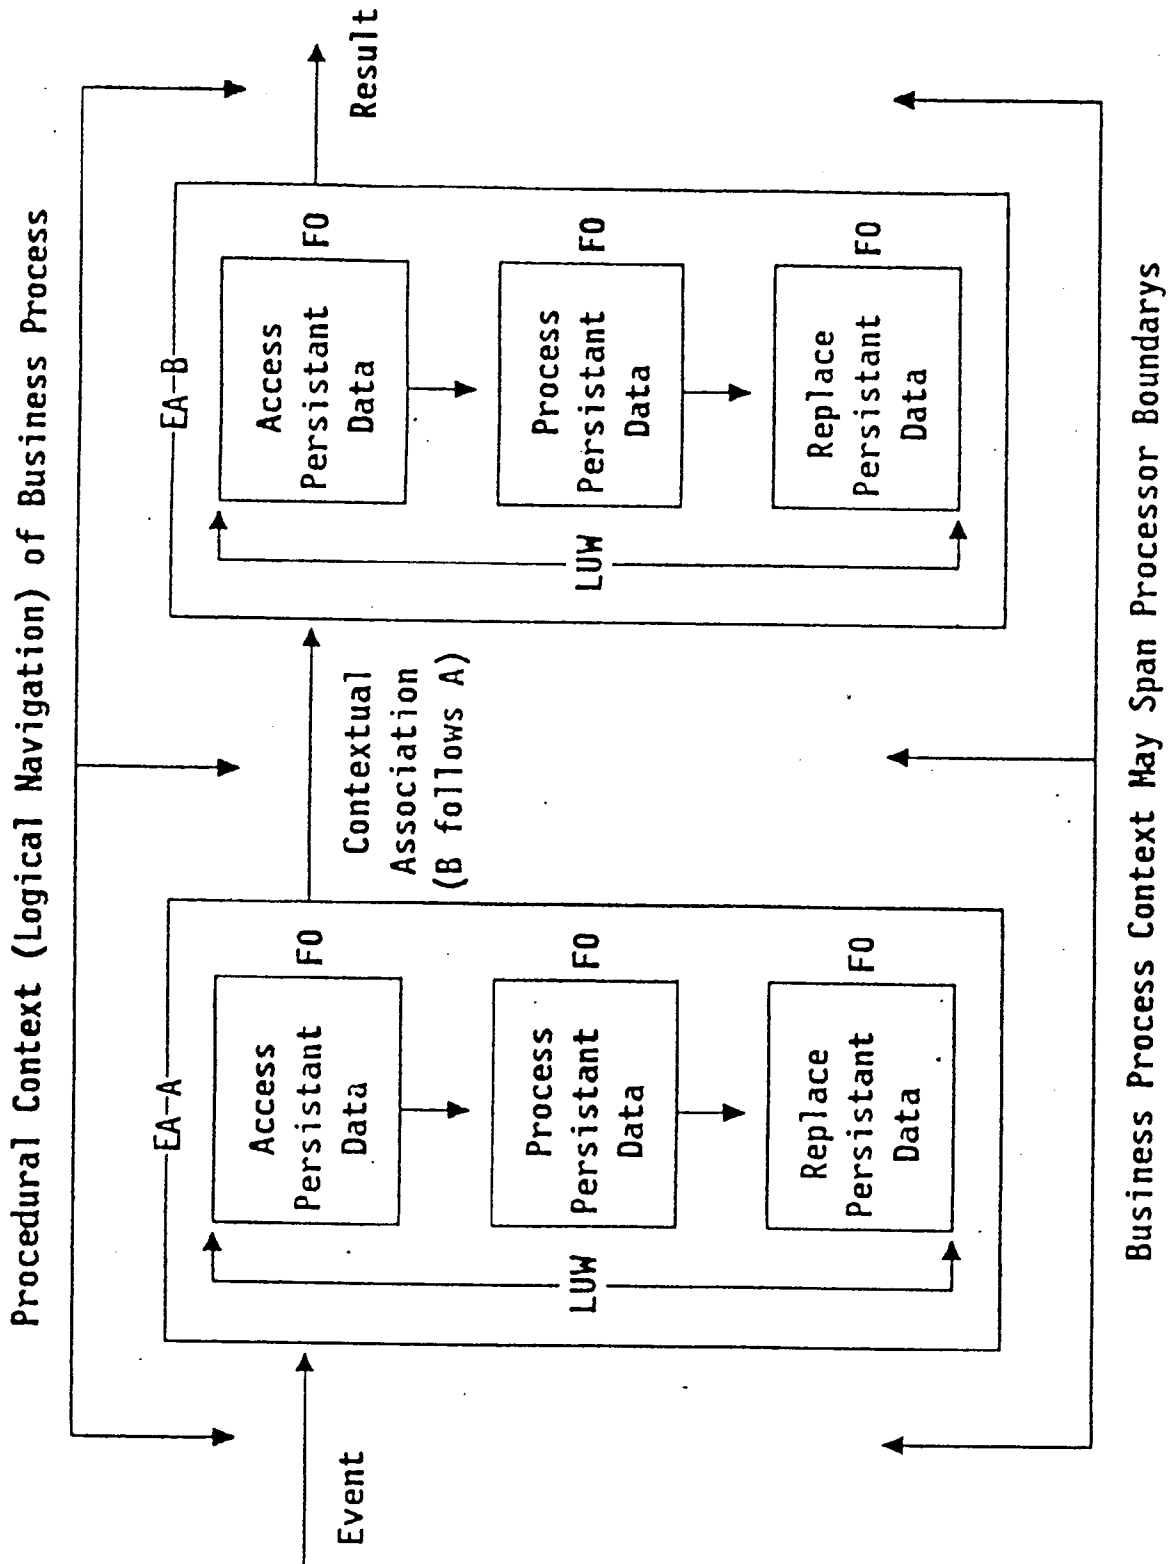 Procedural Context (Logical Navigation) of Business Process
EA-A
Access
Persistant
Data
FO
Process
Persistant
Data
FO
Replace
Persistant
Data
FO
LUW
Event
Contextual
Association
(B follows A)
EA-B
Access
Persistant
Data
FO
Process
Persistant
Data
FO
Replace
Persistant
Data
FO
LUW
Result
Business Process Context May Span Processor Boundarys